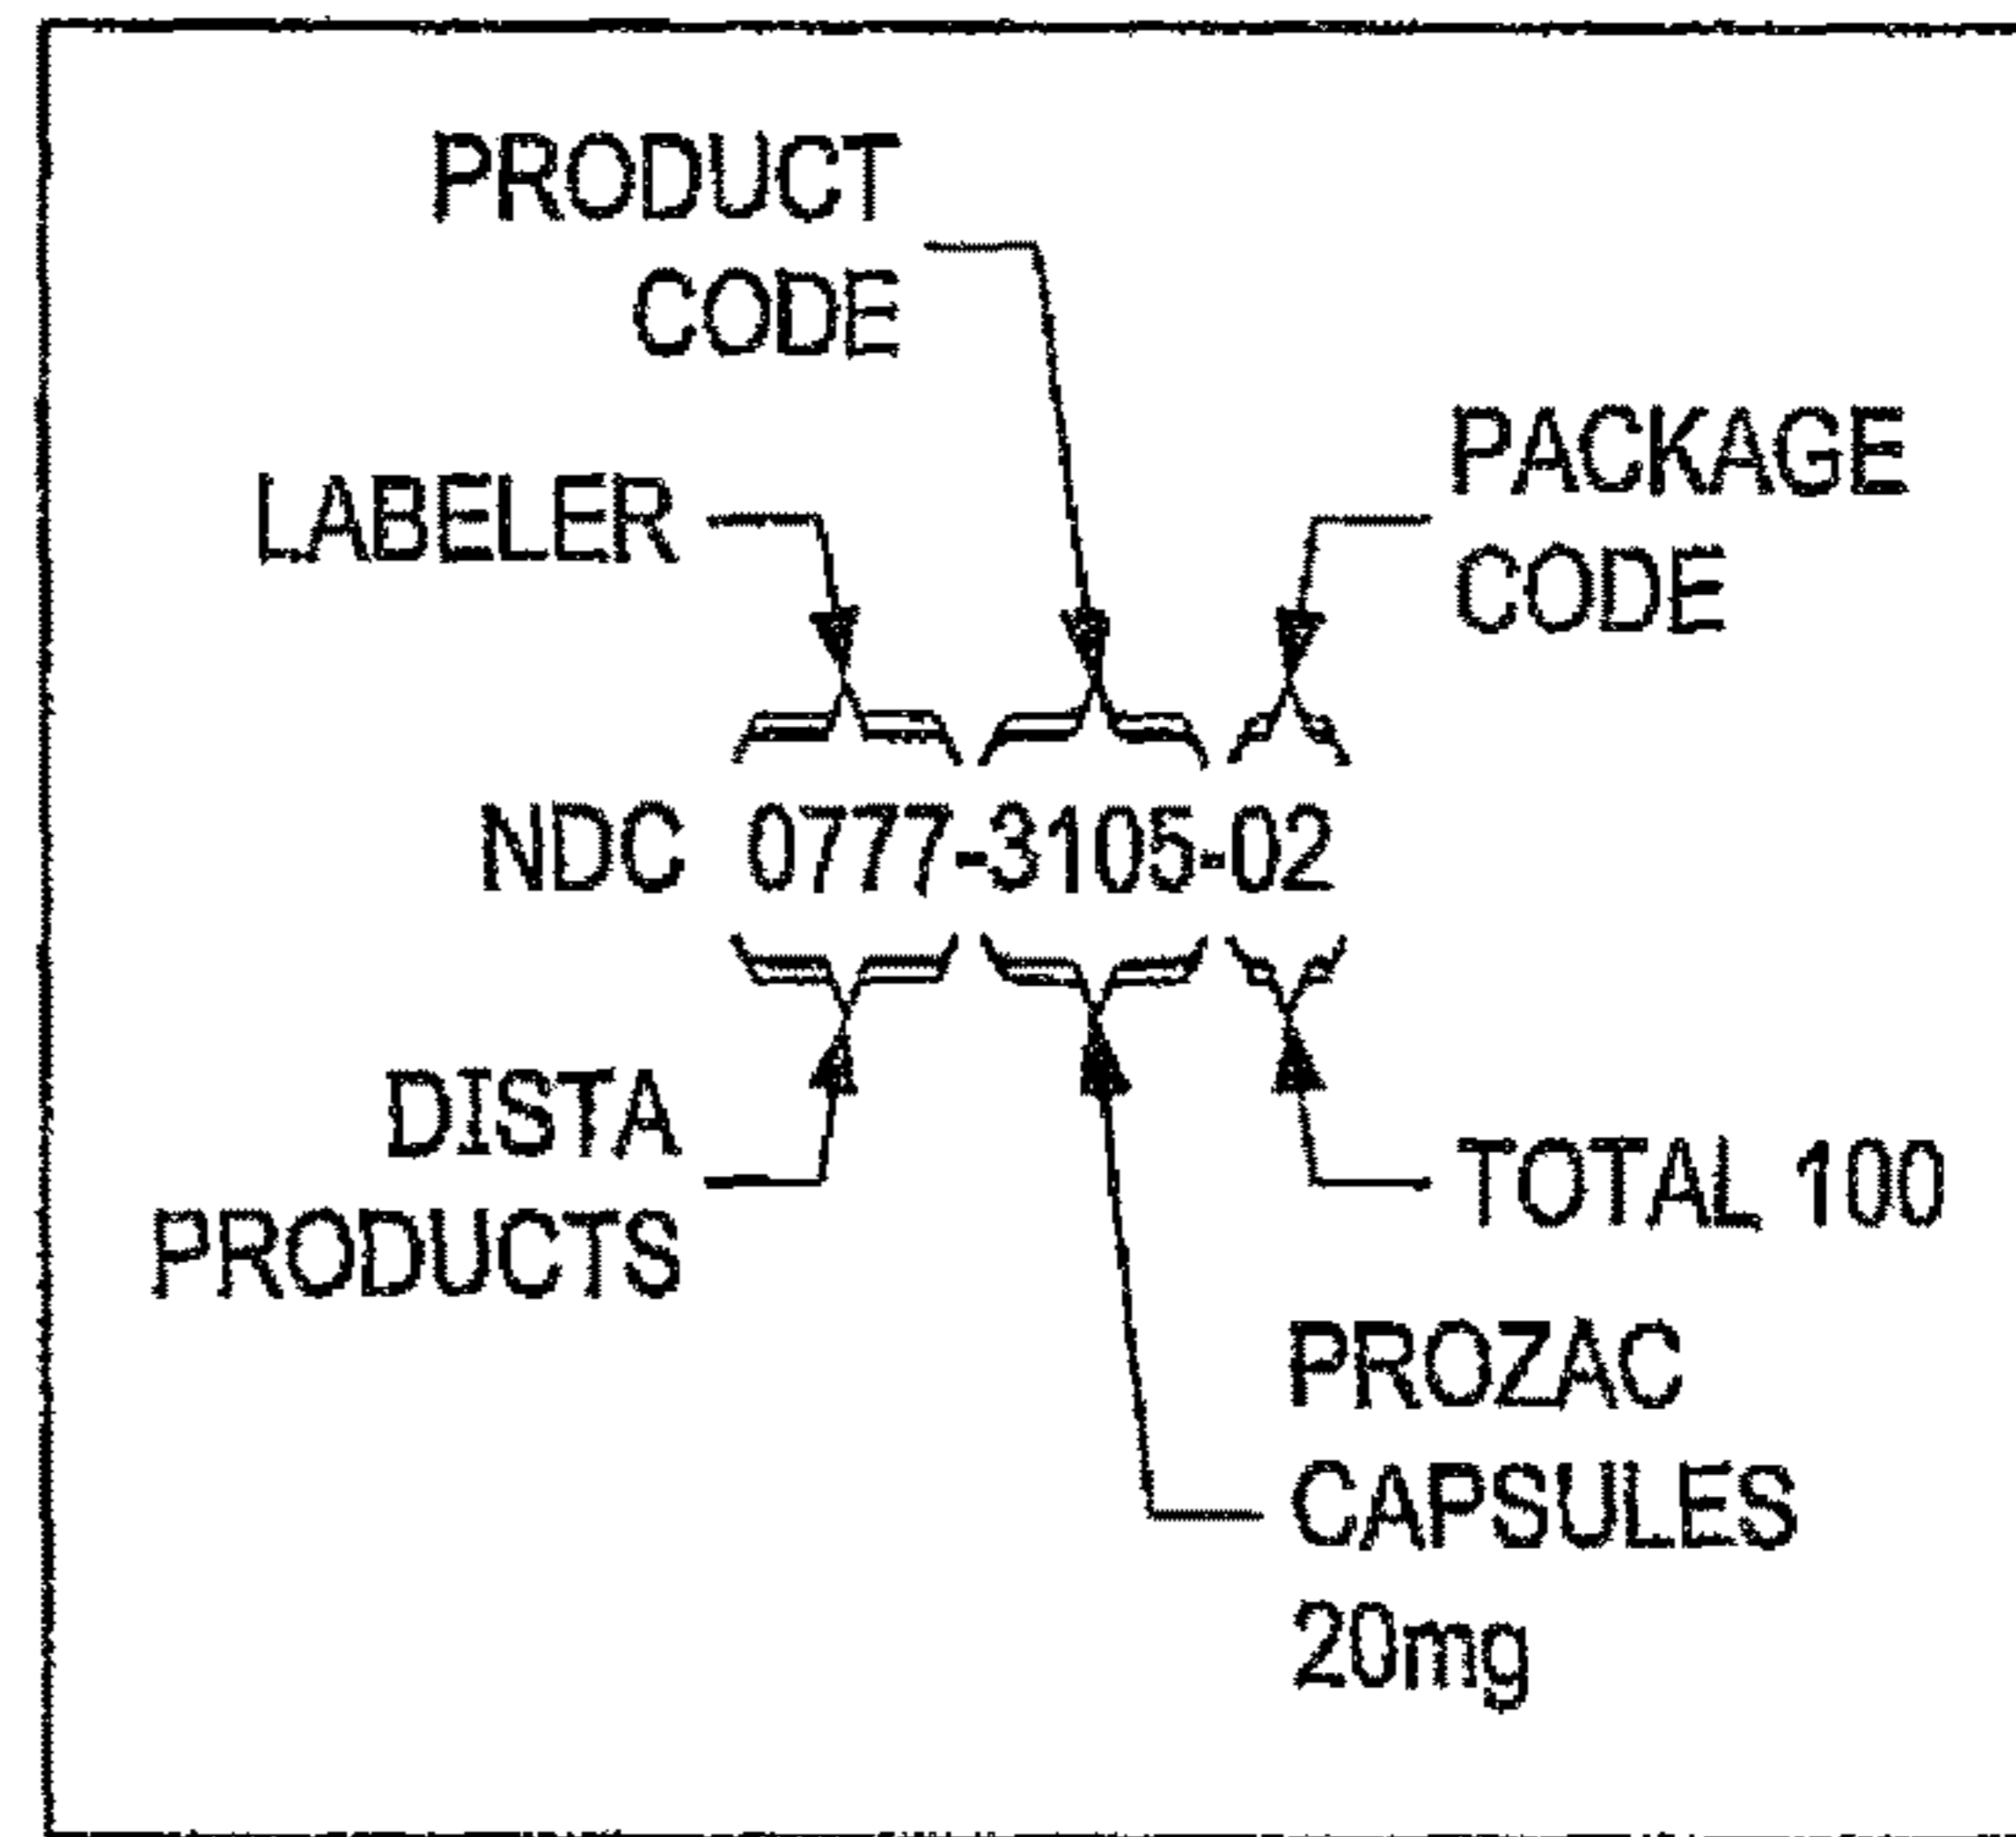 PRODUCT
CODE
LABELER
PACKAGE
CODE
NDC 0777-3105-02
DISTA
PRODUCTS
TOTAL 100
PROZAC
CAPSULES
20mg